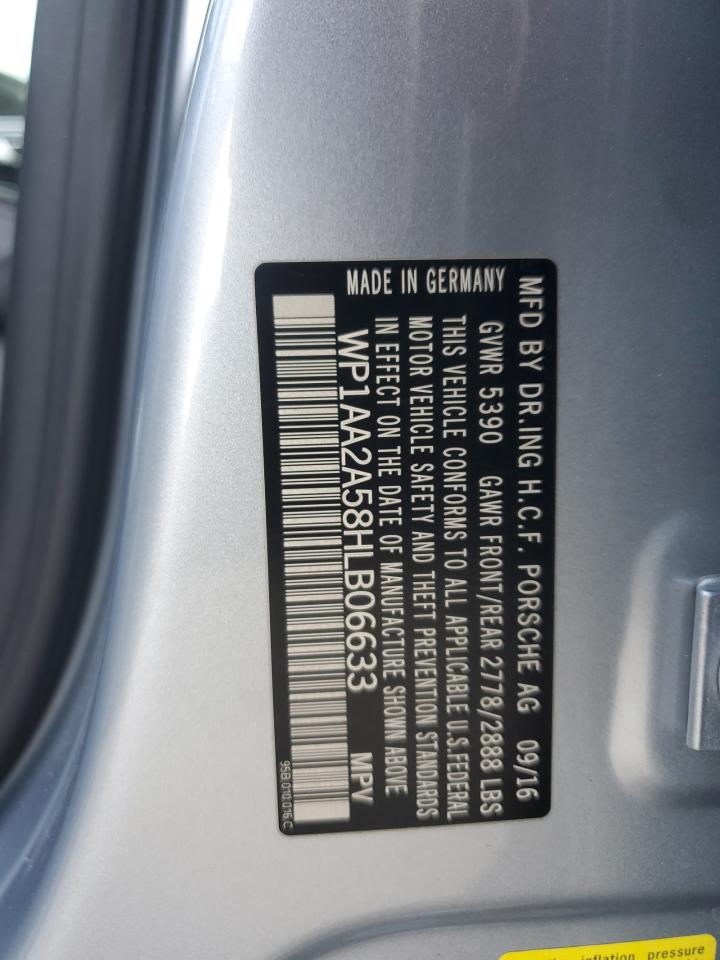 MFD BY DR.ING H.C.F. PORSCHE AG 09/16
GVWR 5390 GAWR FRONT/REAR 2778/2888 LBS
THIS VEHICLE CONFORMS TO ALL APPLICABLE U.S.FEDERAL
MOTOR VEHICLE SAFETY AND THEFT PREVENTION STANDARDS
IN EFFECT ON THE DATE OF MANUFACTURE SHOWN ABOVE
MADE IN GERMANY
WP1AA2A58HLB06633 MPV
95B.010.016.C
inflation pressure